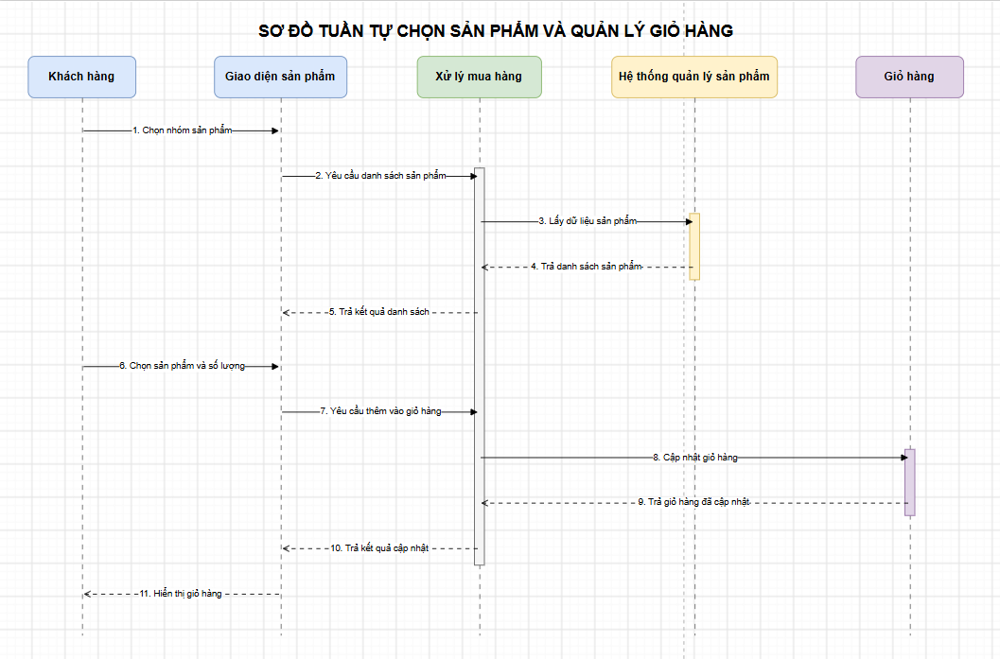 SƠ ĐỒ TUẦN TỰ CHỌN SẢN PHẨM VÀ QUẢN LÝ GIỎ HÀNG
Khách hàng
Giao diện sản phẩm
Xử lý mua hàng
Hệ thống quản lý sản phẩm
Giỏ hàng
1. Chọn nhóm sản phẩm
2. Yêu cầu danh sách sản phẩm
3. Lấy dữ liệu sản phẩm
4. Trả danh sách sản phẩm
5. Trả kết quả danh sách
6. Chọn sản phẩm và số lượng
7. Yêu cầu thêm vào giỏ hàng
8. Cập nhật giỏ hàng
9. Trả giỏ hàng đã cập nhật
10. Trả kết quả cập nhật
11. Hiển thị giỏ hàng